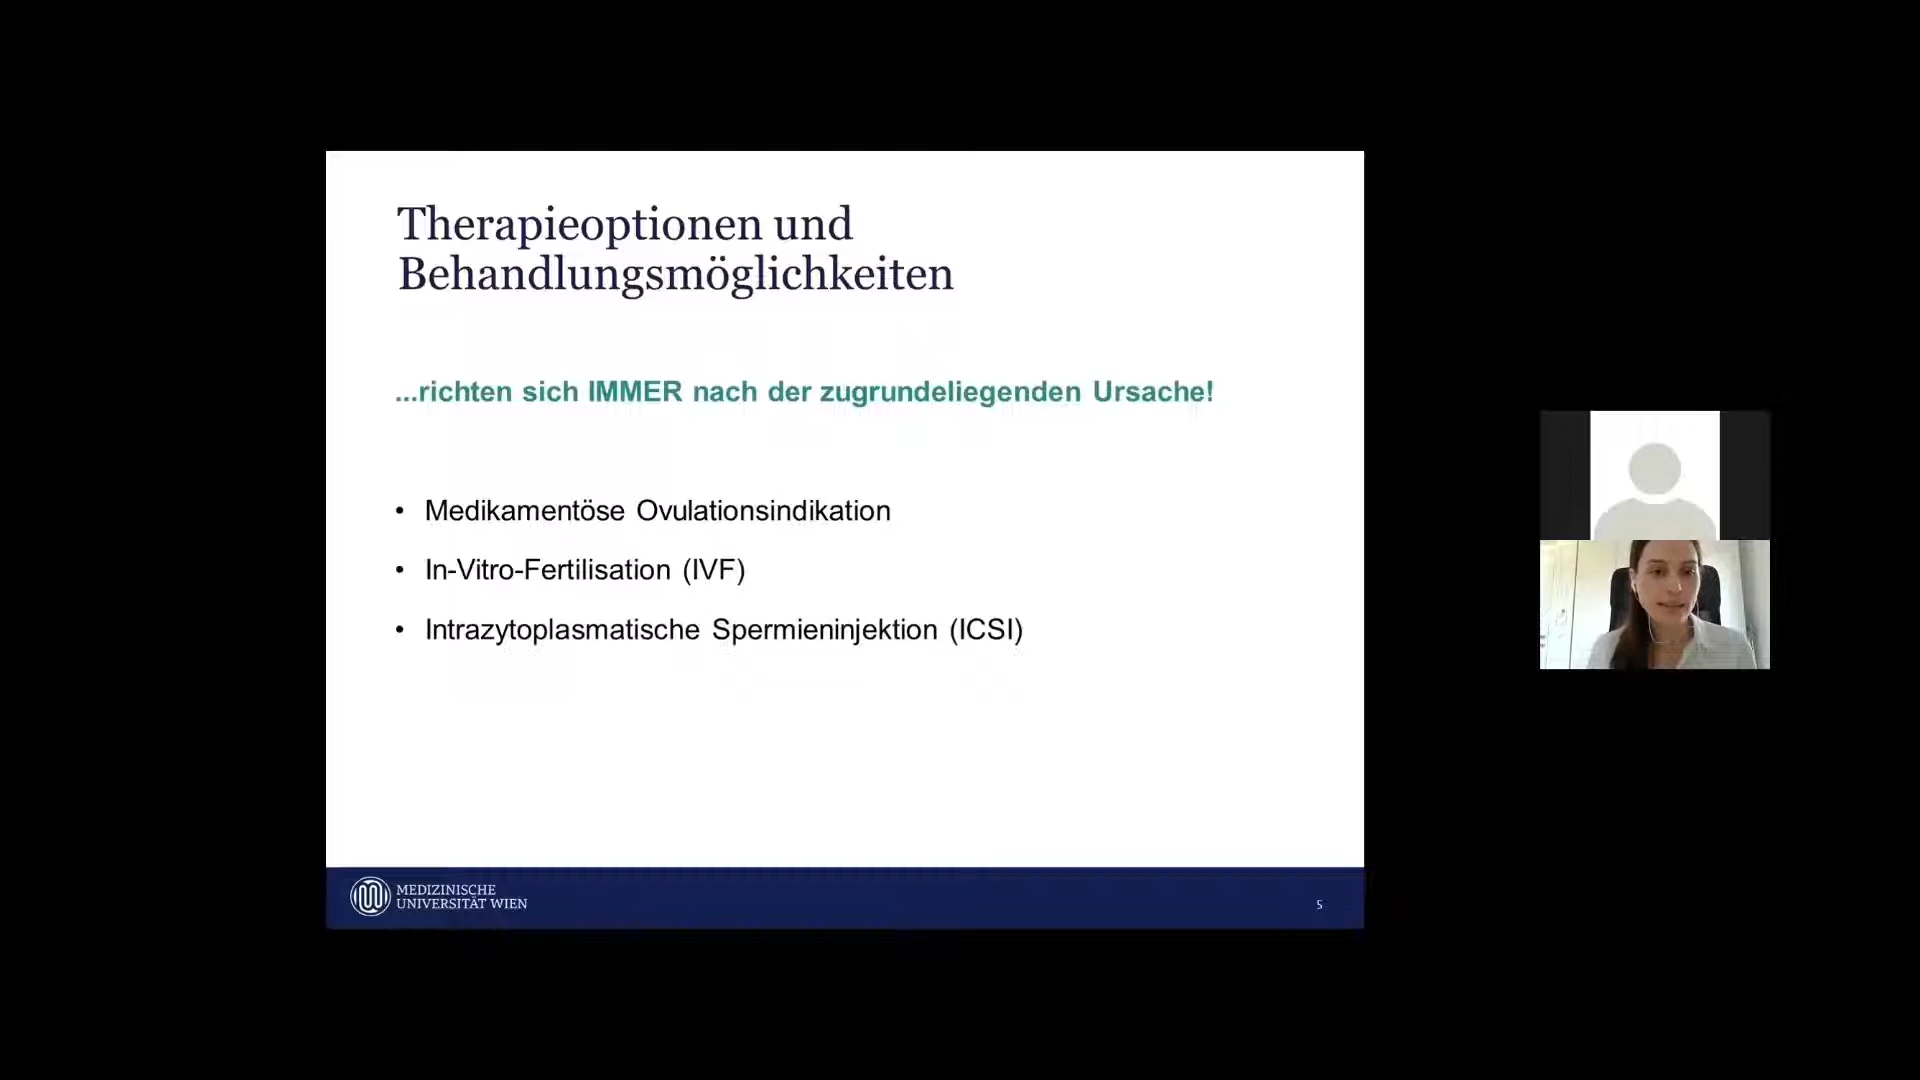 Therapieoptionen und
Behandlungsmöglichkeiten
...richten sich IMMER nach der zugrundeliegenden Ursache!
• Medikamentöse Ovulationsindikation
• In-Vitro-Fertilisation (IVF)
• Intrazytoplasmatische Spermieninjektion (ICSI)
MEDIZINISCHE
UNIVERSITÄT WIEN
5